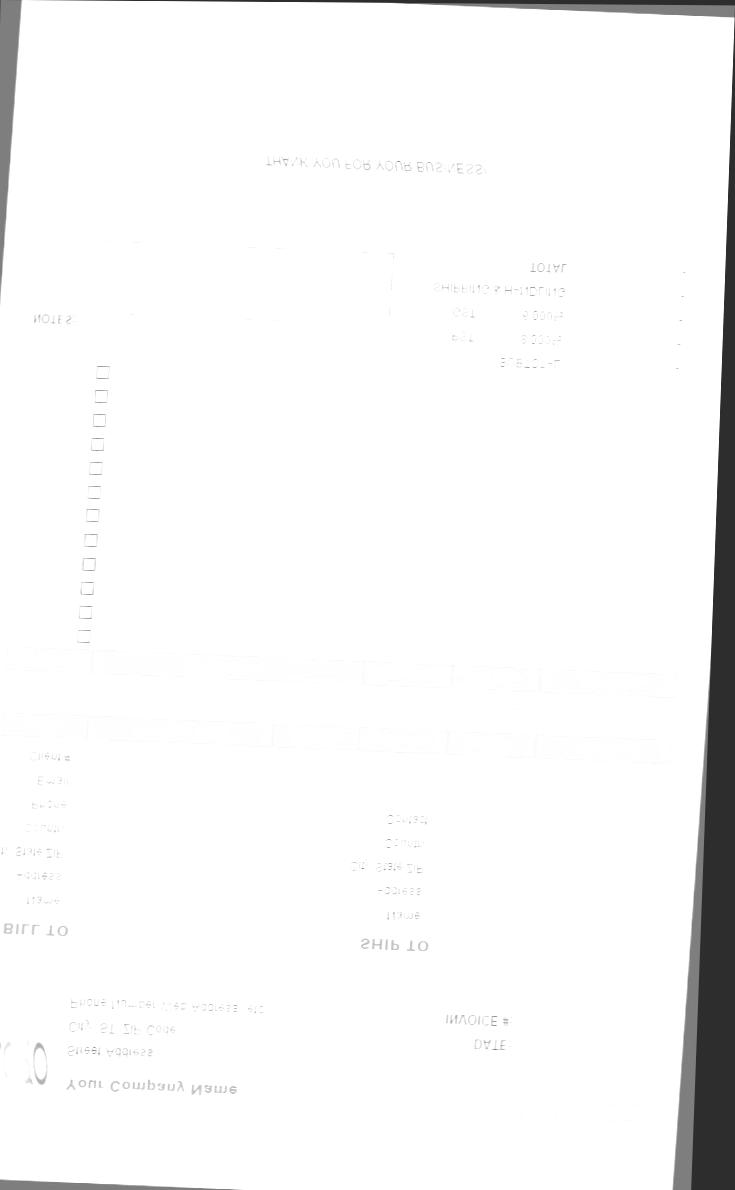 Your Company Name
Street Address
DATE
City, ST ZIP Code
INVOICE #
Phone Number Web Address, etc
BILL TO
SHIP TO
Name
Name
Address
Address
State ZIP
City State ZIP
Country
Country
Phone
Contact
Email
Client #
SUBTOTAL -
PST 8.000% -
NOTES:
GST 6.000% -
SHIPPING & HANDLING -
TOTAL -
THANK YOU FOR YOUR BUSINESS!